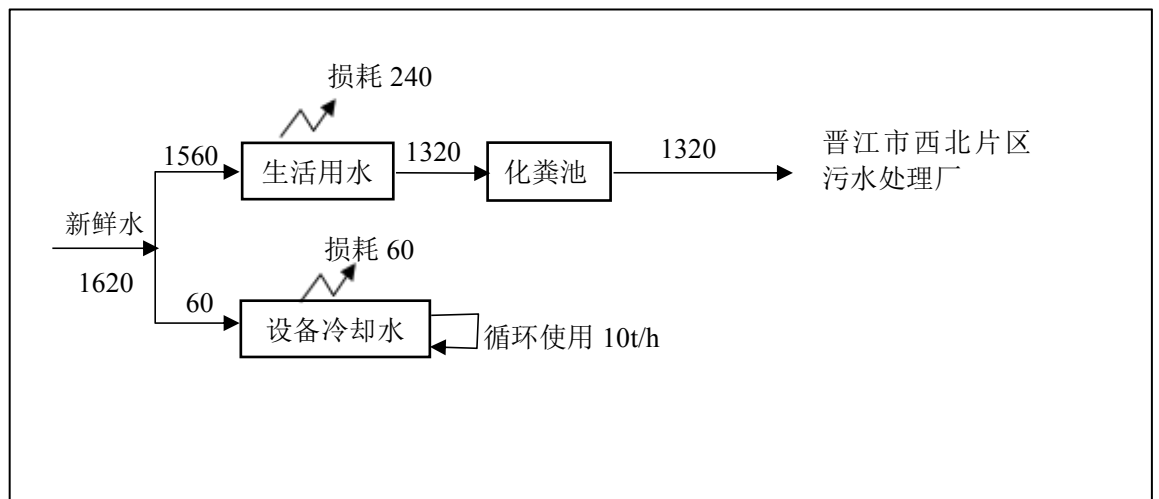 损耗 240
1560
生活用水
1320
化粪池
1320
晋江市西北片区
污水处理厂
新鲜水
1620
损耗 60
60
设备冷却水
循环使用 10t/h